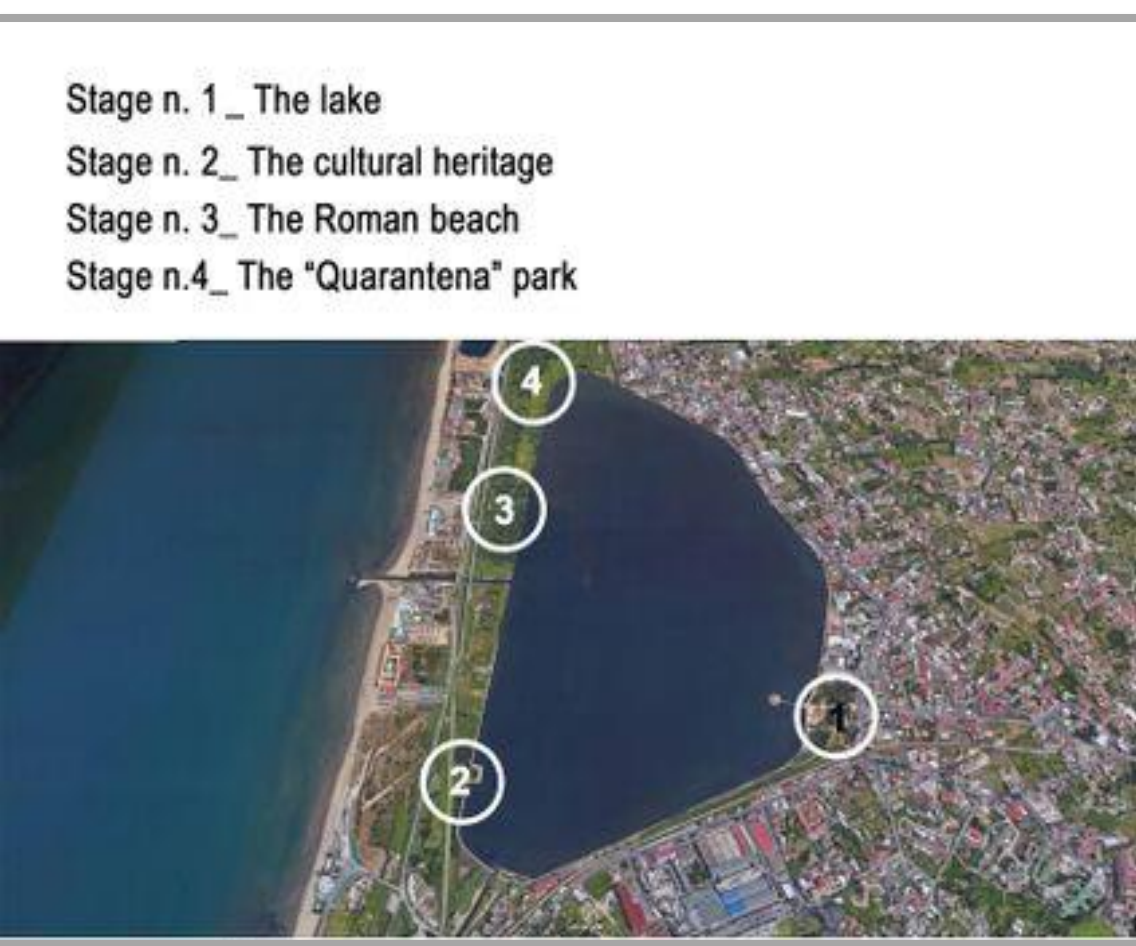 Stage n. 1_ The lake
Stage n. 2_ The cultural heritage
Stage n. 3_ The Roman beach
Stage n.4_ The "Quarantena" park
4
3
1
2